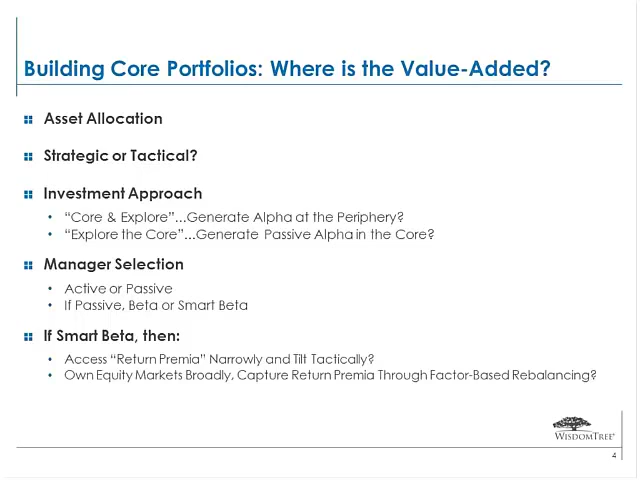 Building Core Portfolios: Where is the Value-Added?
Asset Allocation
Strategic or Tactical?
Investment Approach
• “Core & Explore”...Generate Alpha at the Periphery?
• “Explore the Core”...Generate Passive Alpha in the Core?
Manager Selection
• Active or Passive
• If Passive, Beta or Smart Beta
If Smart Beta, then:
• Access “Return Premia” Narrowly and Tilt Tactically?
• Own Equity Markets Broadly, Capture Return Premia Through Factor-Based Rebalancing?
WISDOMTREE
4